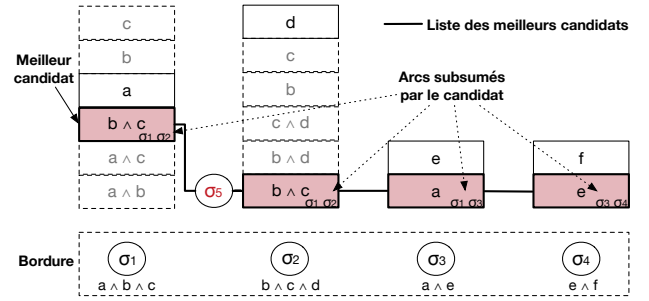 c
b
a
b ∧ c
σ1 σ2
a ∧ c
a ∧ b
Meilleur
candidat
σ5
d
c
b
c ∧ d
b ∧ d
b ∧ c
σ1 σ2
Liste des meilleurs candidats
Arcs subsumés
par le candidat
e
a
σ1 σ3
f
e
σ3 σ4
Bordure
σ1
a ∧ b ∧ c
σ2
b ∧ c ∧ d
σ3
a ∧ e
σ4
e ∧ f